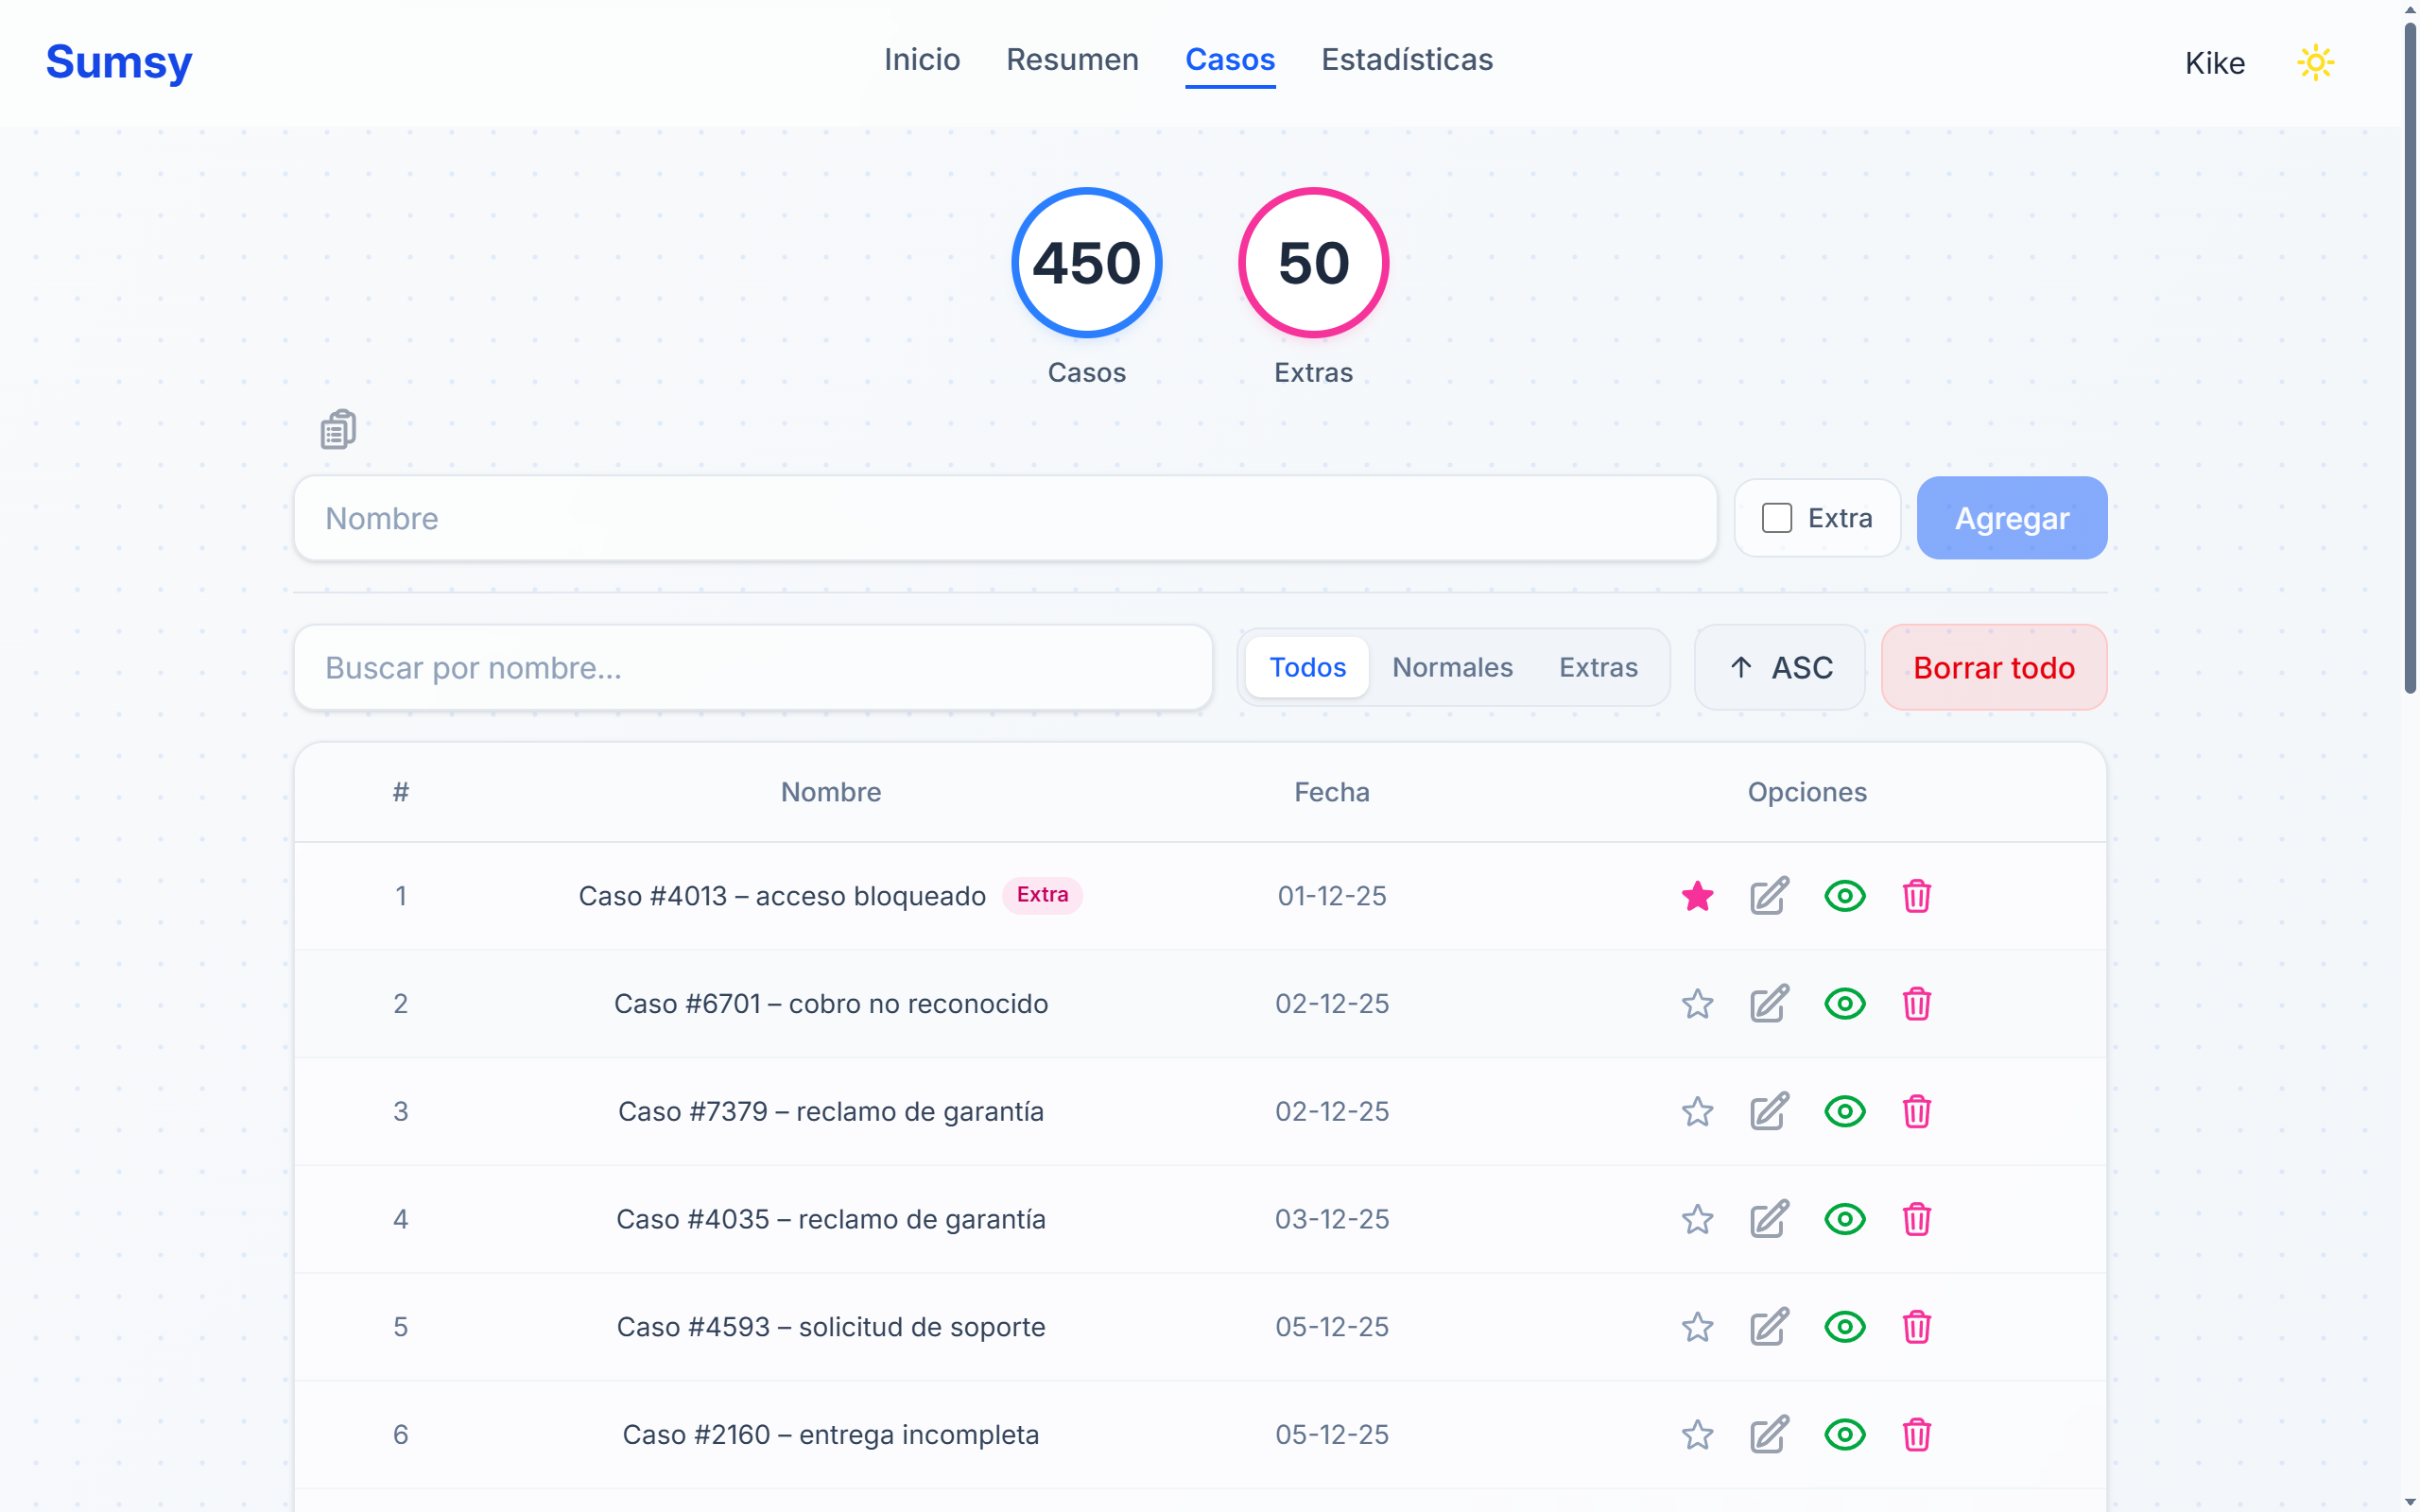 Sumsy
Inicio Resumen Casos Estadísticas
Kike
450 50
Casos Extras
Nombre
Extra Agregar
Buscar por nombre...
Todos Normales Extras ↑ ASC Borrar todo
# Nombre Fecha Opciones
1 Caso #4013 – acceso bloqueado Extra 01-12-25
2 Caso #6701 – cobro no reconocido 02-12-25
3 Caso #7379 – reclamo de garantía 02-12-25
4 Caso #4035 – reclamo de garantía 03-12-25
5 Caso #4593 – solicitud de soporte 05-12-25
6 Caso #2160 – entrega incompleta 05-12-25